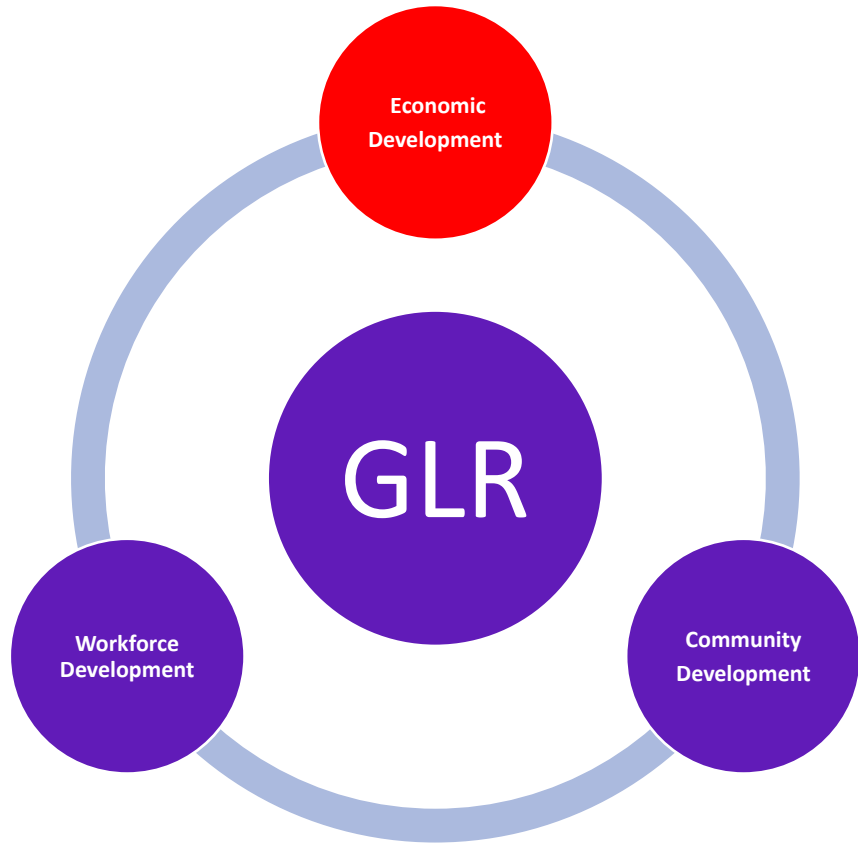 Economic
Development
GLR
Workforce
Development
Community
Development